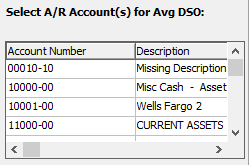 Select A/R Account(s) for Avg DSO:
Account Number Description
00010-10 Missing Description
10000-00 Misc Cash - Asset
10001-00 Wells Fargo 2
11000-00 CURRENT ASSETS